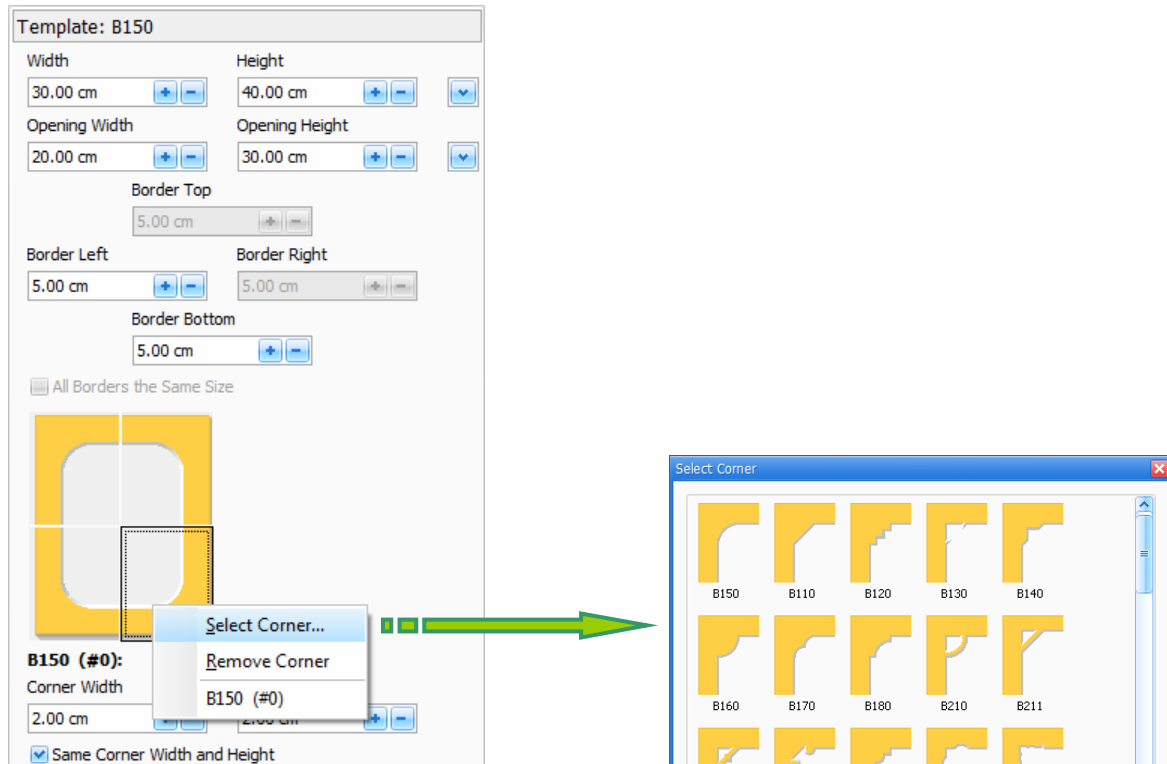 Template: B150
Width Height
30.00 cm 40.00 cm
Opening Width Opening Height
20.00 cm 30.00 cm
Border Top
5.00 cm
Border Left Border Right
5.00 cm 5.00 cm
Border Bottom
5.00 cm
All Borders the Same Size
Select Corner...
Remove Corner
B150 (#0)
B150 (#0):
Corner Width
2.00 cm 2.00 cm
Same Corner Width and Height
Select Corner
B150 B110 B120 B130 B140
B160 B170 B180 B210 B211